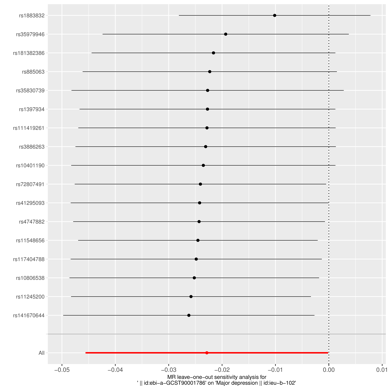 rs1883832
rs35979946
rs181382386
rs885063
rs35830739
rs1397934
rs111419261
rs3886263
rs10401190
rs72807491
rs41295093
rs4747882
rs11548656
rs117404788
rs10806538
rs11245200
rs141670644
All
−0.05 −0.04 −0.03 −0.02 −0.01 0.00 0.01
MR leave−one−out sensitivity analysis for
' || id:ebi−a−GCST90001786' on 'Major depression || id:ieu−b−102'